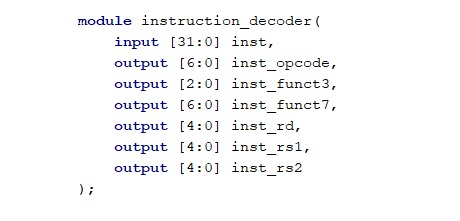 module instruction_decoder(
    input [31:0] inst,
    output [6:0] inst_opcode,
    output [2:0] inst_funct3,
    output [6:0] inst_funct7,
    output [4:0] inst_rd,
    output [4:0] inst_rs1,
    output [4:0] inst_rs2
);